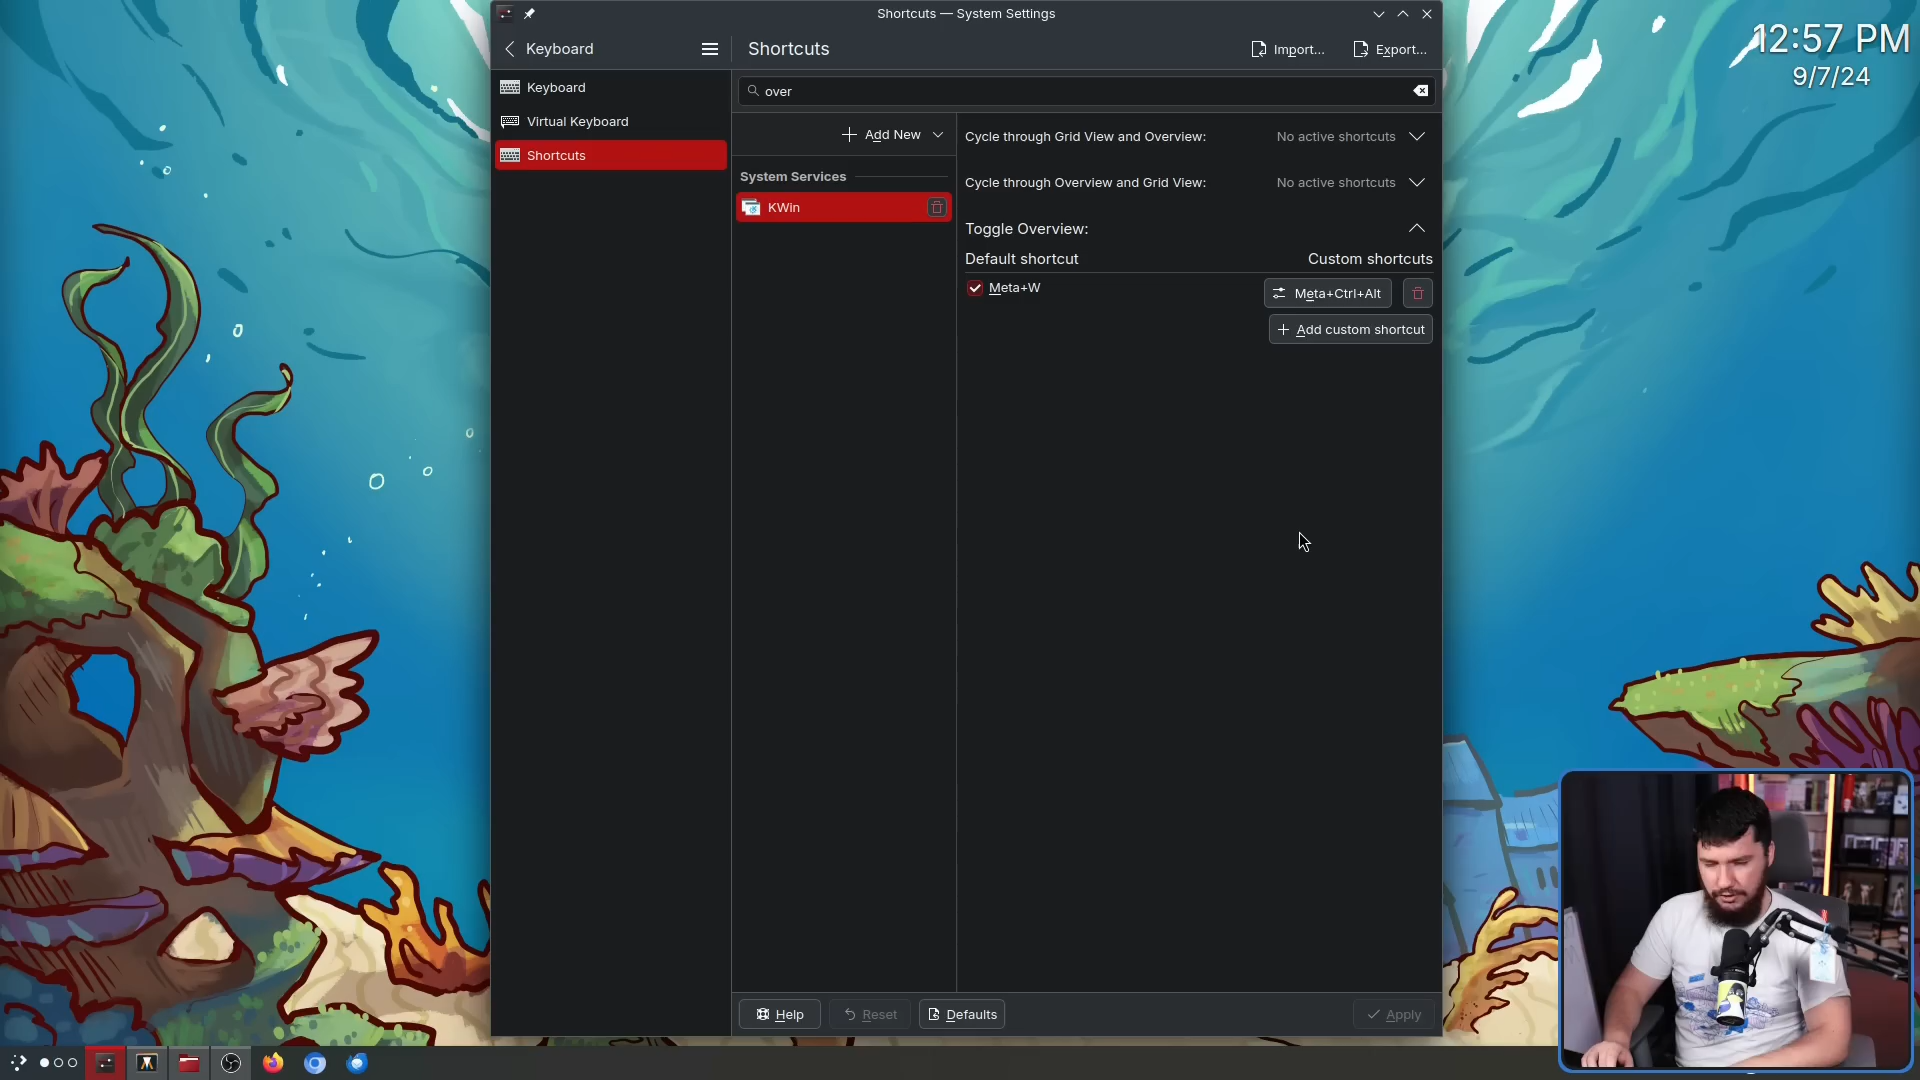 Shortcuts — System Settings
Keyboard
Shortcuts
Import...
Export...
12:57 PM
9/7/24
Keyboard
Virtual Keyboard
Shortcuts
over
Add New
System Services
KWin
Cycle through Grid View and Overview:
No active shortcuts
Cycle through Overview and Grid View:
No active shortcuts
Toggle Overview:
Default shortcut
Custom shortcuts
Meta+W
Meta+Ctrl+Alt
Add custom shortcut
Help
Reset
Defaults
Apply